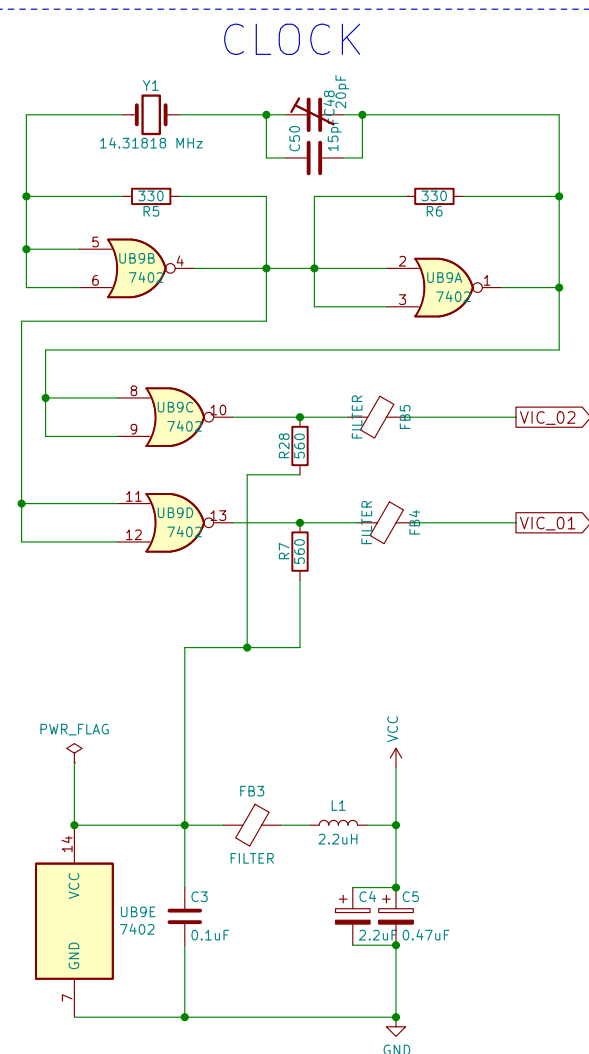 CLOCK
Y1
14.31818 MHz
C48
20pF
C50
15pF
330
R5
330
R6
5
6
UB9B
7402
4
2
3
UB9A
7402
1
8
9
UB9C
7402
10
R28
560
FILTER
FB5
VIC_02
11
12
UB9D
7402
13
R7
560
FILTER
FB4
VIC_01
PWR_FLAG
VCC
FB3
FILTER
L1
2.2uH
14
VCC
GND
7
UB9E
7402
C3
0.1uF
+
C4
2.2uF
+
C5
0.47uF
GND